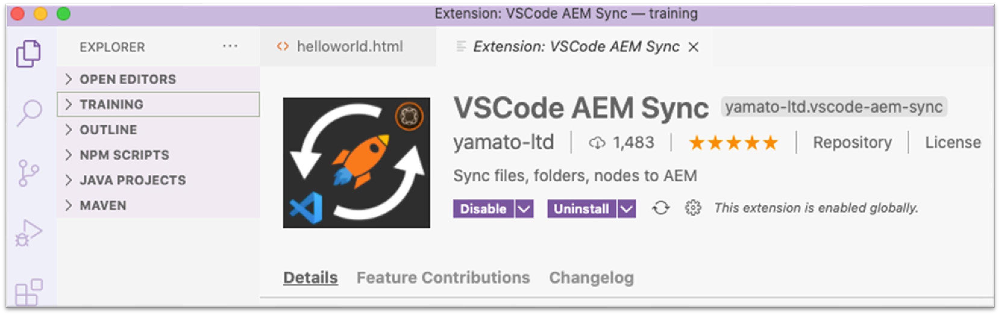 Extension: VSCode AEM Sync — training
EXPLORER ···
helloworld.html
Extension: VSCode AEM Sync
OPEN EDITORS
TRAINING
OUTLINE
NPM SCRIPTS
JAVA PROJECTS
MAVEN
VSCode AEM Sync yamato-ltd.vscode-aem-sync
yamato-ltd | 1,483 | ★★★★★ | Repository | License
Sync files, folders, nodes to AEM
Disable Uninstall This extension is enabled globally.
Details Feature Contributions Changelog